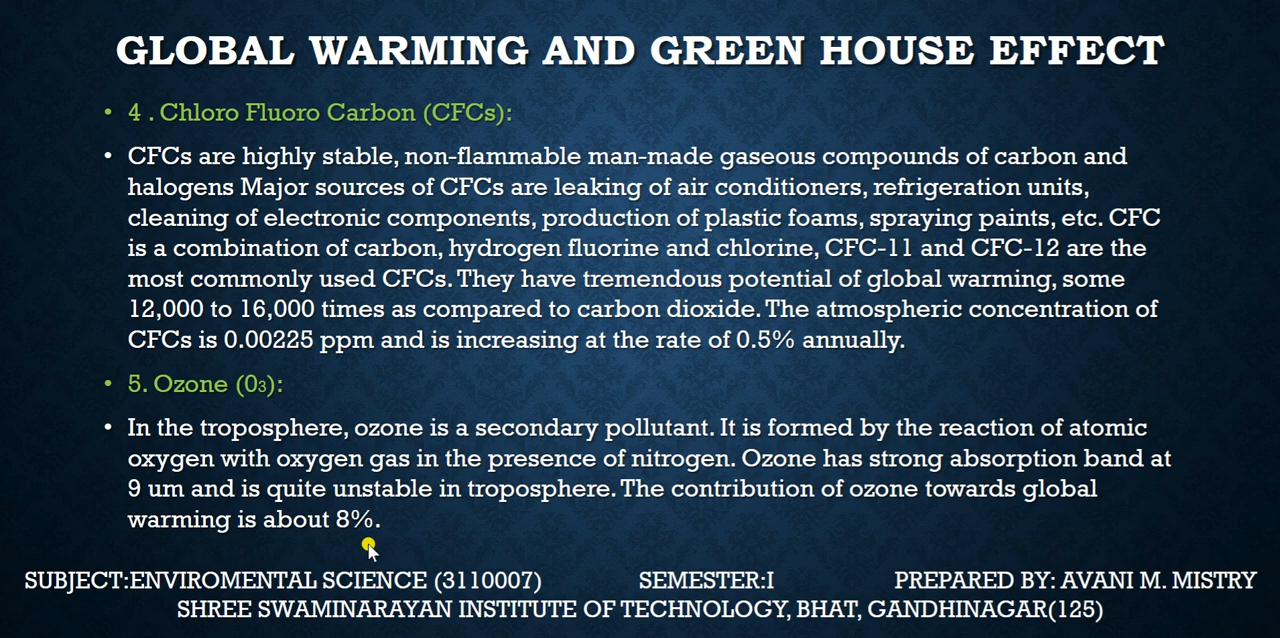 GLOBAL WARMING AND GREEN HOUSE EFFECT
• 4 . Chloro Fluoro Carbon (CFCs):
• CFCs are highly stable, non-flammable man-made gaseous compounds of carbon and
halogens Major sources of CFCs are leaking of air conditioners, refrigeration units,
cleaning of electronic components, production of plastic foams, spraying paints, etc. CFC
is a combination of carbon, hydrogen fluorine and chlorine, CFC-11 and CFC-12 are the
most commonly used CFCs. They have tremendous potential of global warming, some
12,000 to 16,000 times as compared to carbon dioxide. The atmospheric concentration of
CFCs is 0.00225 ppm and is increasing at the rate of 0.5% annually.
• 5. Ozone (0₃):
• In the troposphere, ozone is a secondary pollutant. It is formed by the reaction of atomic
oxygen with oxygen gas in the presence of nitrogen. Ozone has strong absorption band at
9 um and is quite unstable in troposphere. The contribution of ozone towards global
warming is about 8%.
SUBJECT:ENVIROMENTAL SCIENCE (3110007) SEMESTER:I PREPARED BY: AVANI M. MISTRY
SHREE SWAMINARAYAN INSTITUTE OF TECHNOLOGY, BHAT, GANDHINAGAR(125)